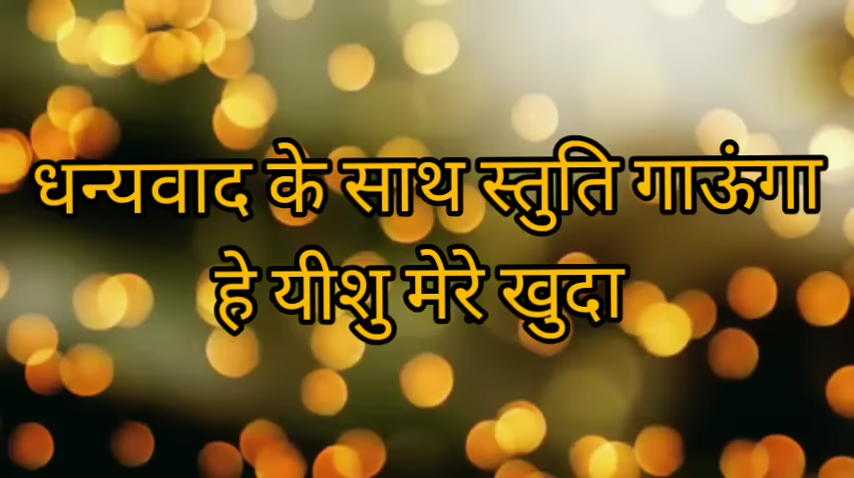 धन्यवाद के साथ स्तुति गाऊंगा
हे यीशु मेरे खुदा